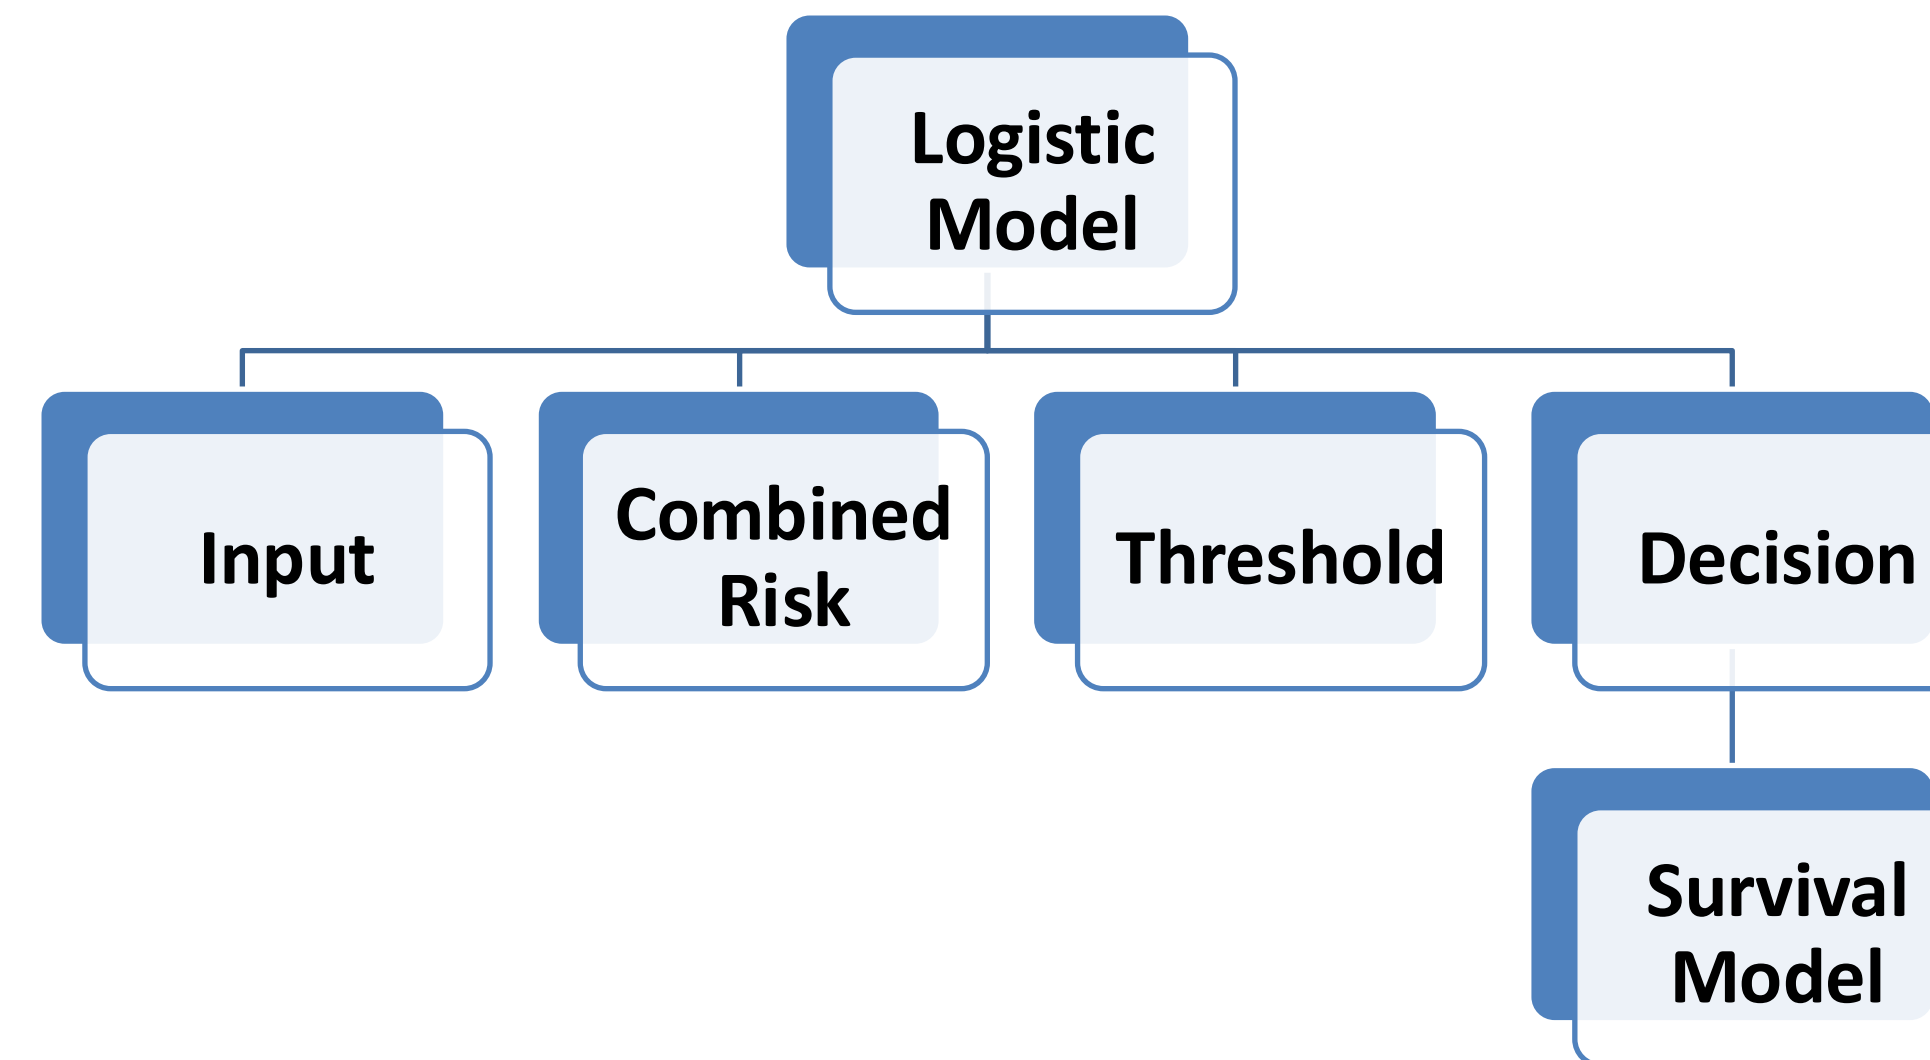 Logistic
Model
Input
Combined
Risk
Threshold
Decision
Survival
Model